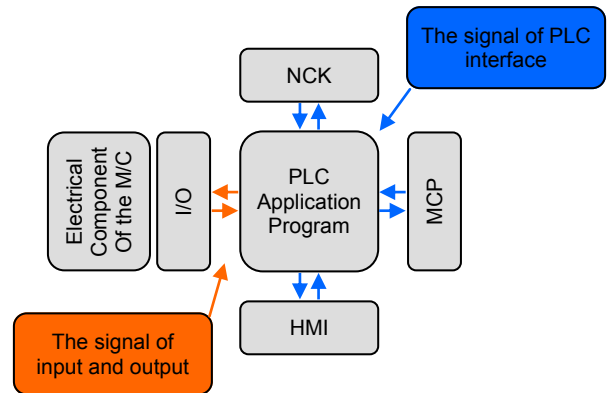 The signal of PLC
interface
NCK
Electrical
Component
Of the M/C
I/O
PLC
Application
Program
MCP
HMI
The signal of
input and output